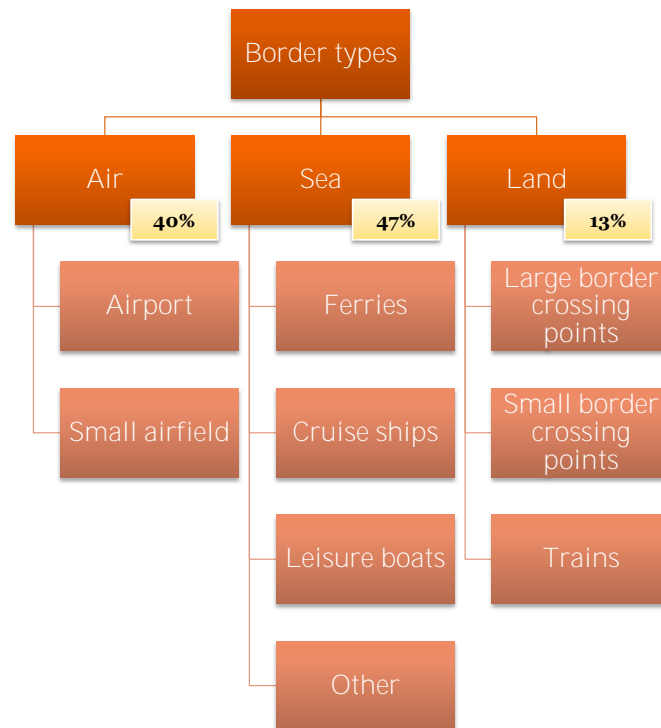 Border types
Air
40%
Sea
47%
Land
13%
Airport
Ferries
Large border
crossing
points
Small airfield
Cruise ships
Small border
crossing
points
Leisure boats
Trains
Other